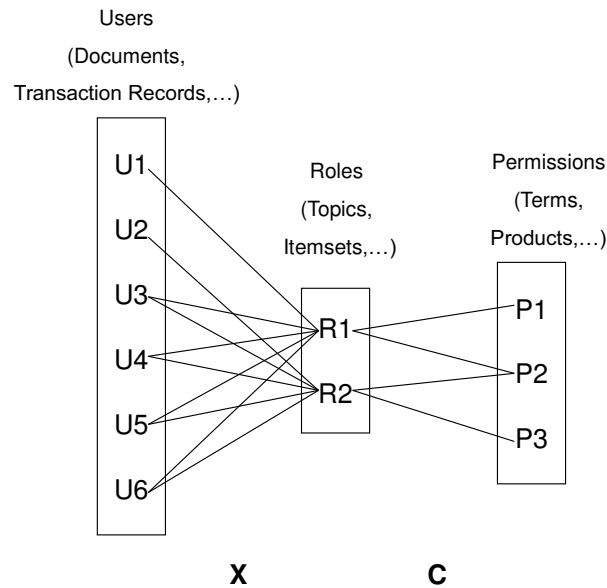 Users
(Documents,
Transaction Records,...)
U1
U2
U3
U4
U5
U6
Roles
(Topics,
Itemsets,...)
R1
R2
Permissions
(Terms,
Products,...)
P1
P2
P3
X
C